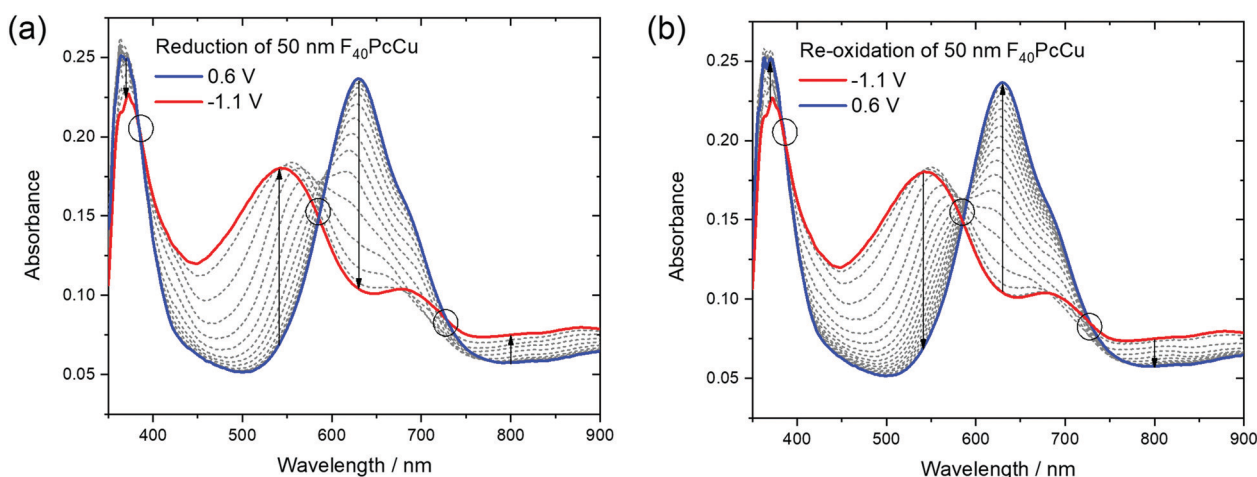 (a)
Reduction of 50 nm F₄₀PcCu
0.6 V
-1.1 V
0.25
0.20
0.15
0.10
0.05
Absorbance
400 500 600 700 800 900
Wavelength / nm
(b)
Re-oxidation of 50 nm F₄₀PcCu
-1.1 V
0.6 V
0.25
0.20
0.15
0.10
0.05
Absorbance
400 500 600 700 800 900
Wavelength / nm